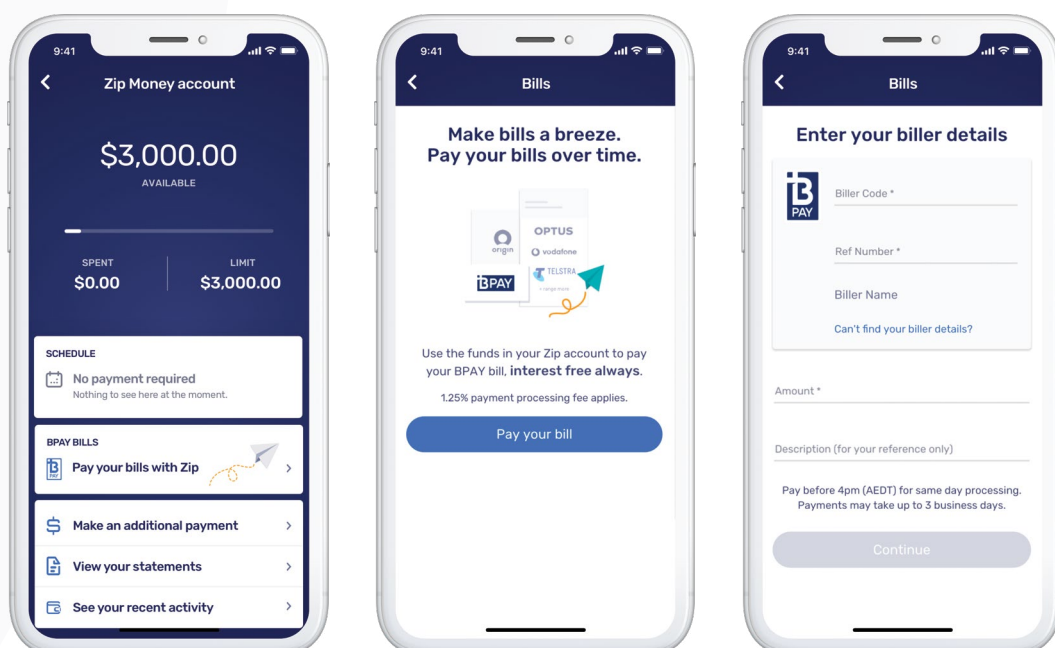 9:41
Zip Money account
$3,000.00
AVAILABLE
SPENT
$0.00
LIMIT
$3,000.00
SCHEDULE
No payment required
Nothing to see here at the moment.
BPAY BILLS
B
PAY
Pay your bills with Zip
Make an additional payment
View your statements
See your recent activity
9:41
Bills
Make bills a breeze.
Pay your bills over time.
origin
OPTUS
vodafone
TELSTRA
BPAY
Use the funds in your Zip account to pay
your BPAY bill, interest free always.
1.25% payment processing fee applies.
Pay your bill
9:41
Bills
Enter your biller details
B
PAY
Biller Code *
Ref Number *
Biller Name
Can't find your biller details?
Amount *
Description (for your reference only)
Pay before 4pm (AEDT) for same day processing.
Payments may take up to 3 business days.
Continue